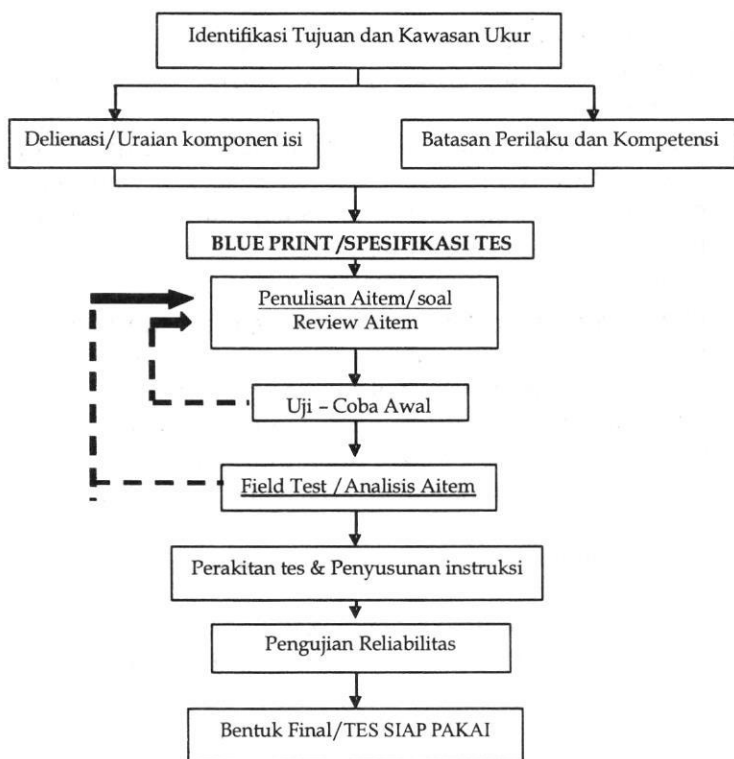 Identifikasi Tujuan dan Kawasan Ukur
Delienasi/Uraian komponen isi
Batasan Perilaku dan Kompetensi
BLUE PRINT/SPESIFIKASI TES
Penulisan Aitem/soal
Review Aitem
Uji – Coba Awal
Field Test /Analisis Aitem
Perakitan tes & Penyusunan instruksi
Pengujian Reliabilitas
Bentuk Final/TES SIAP PAKAI